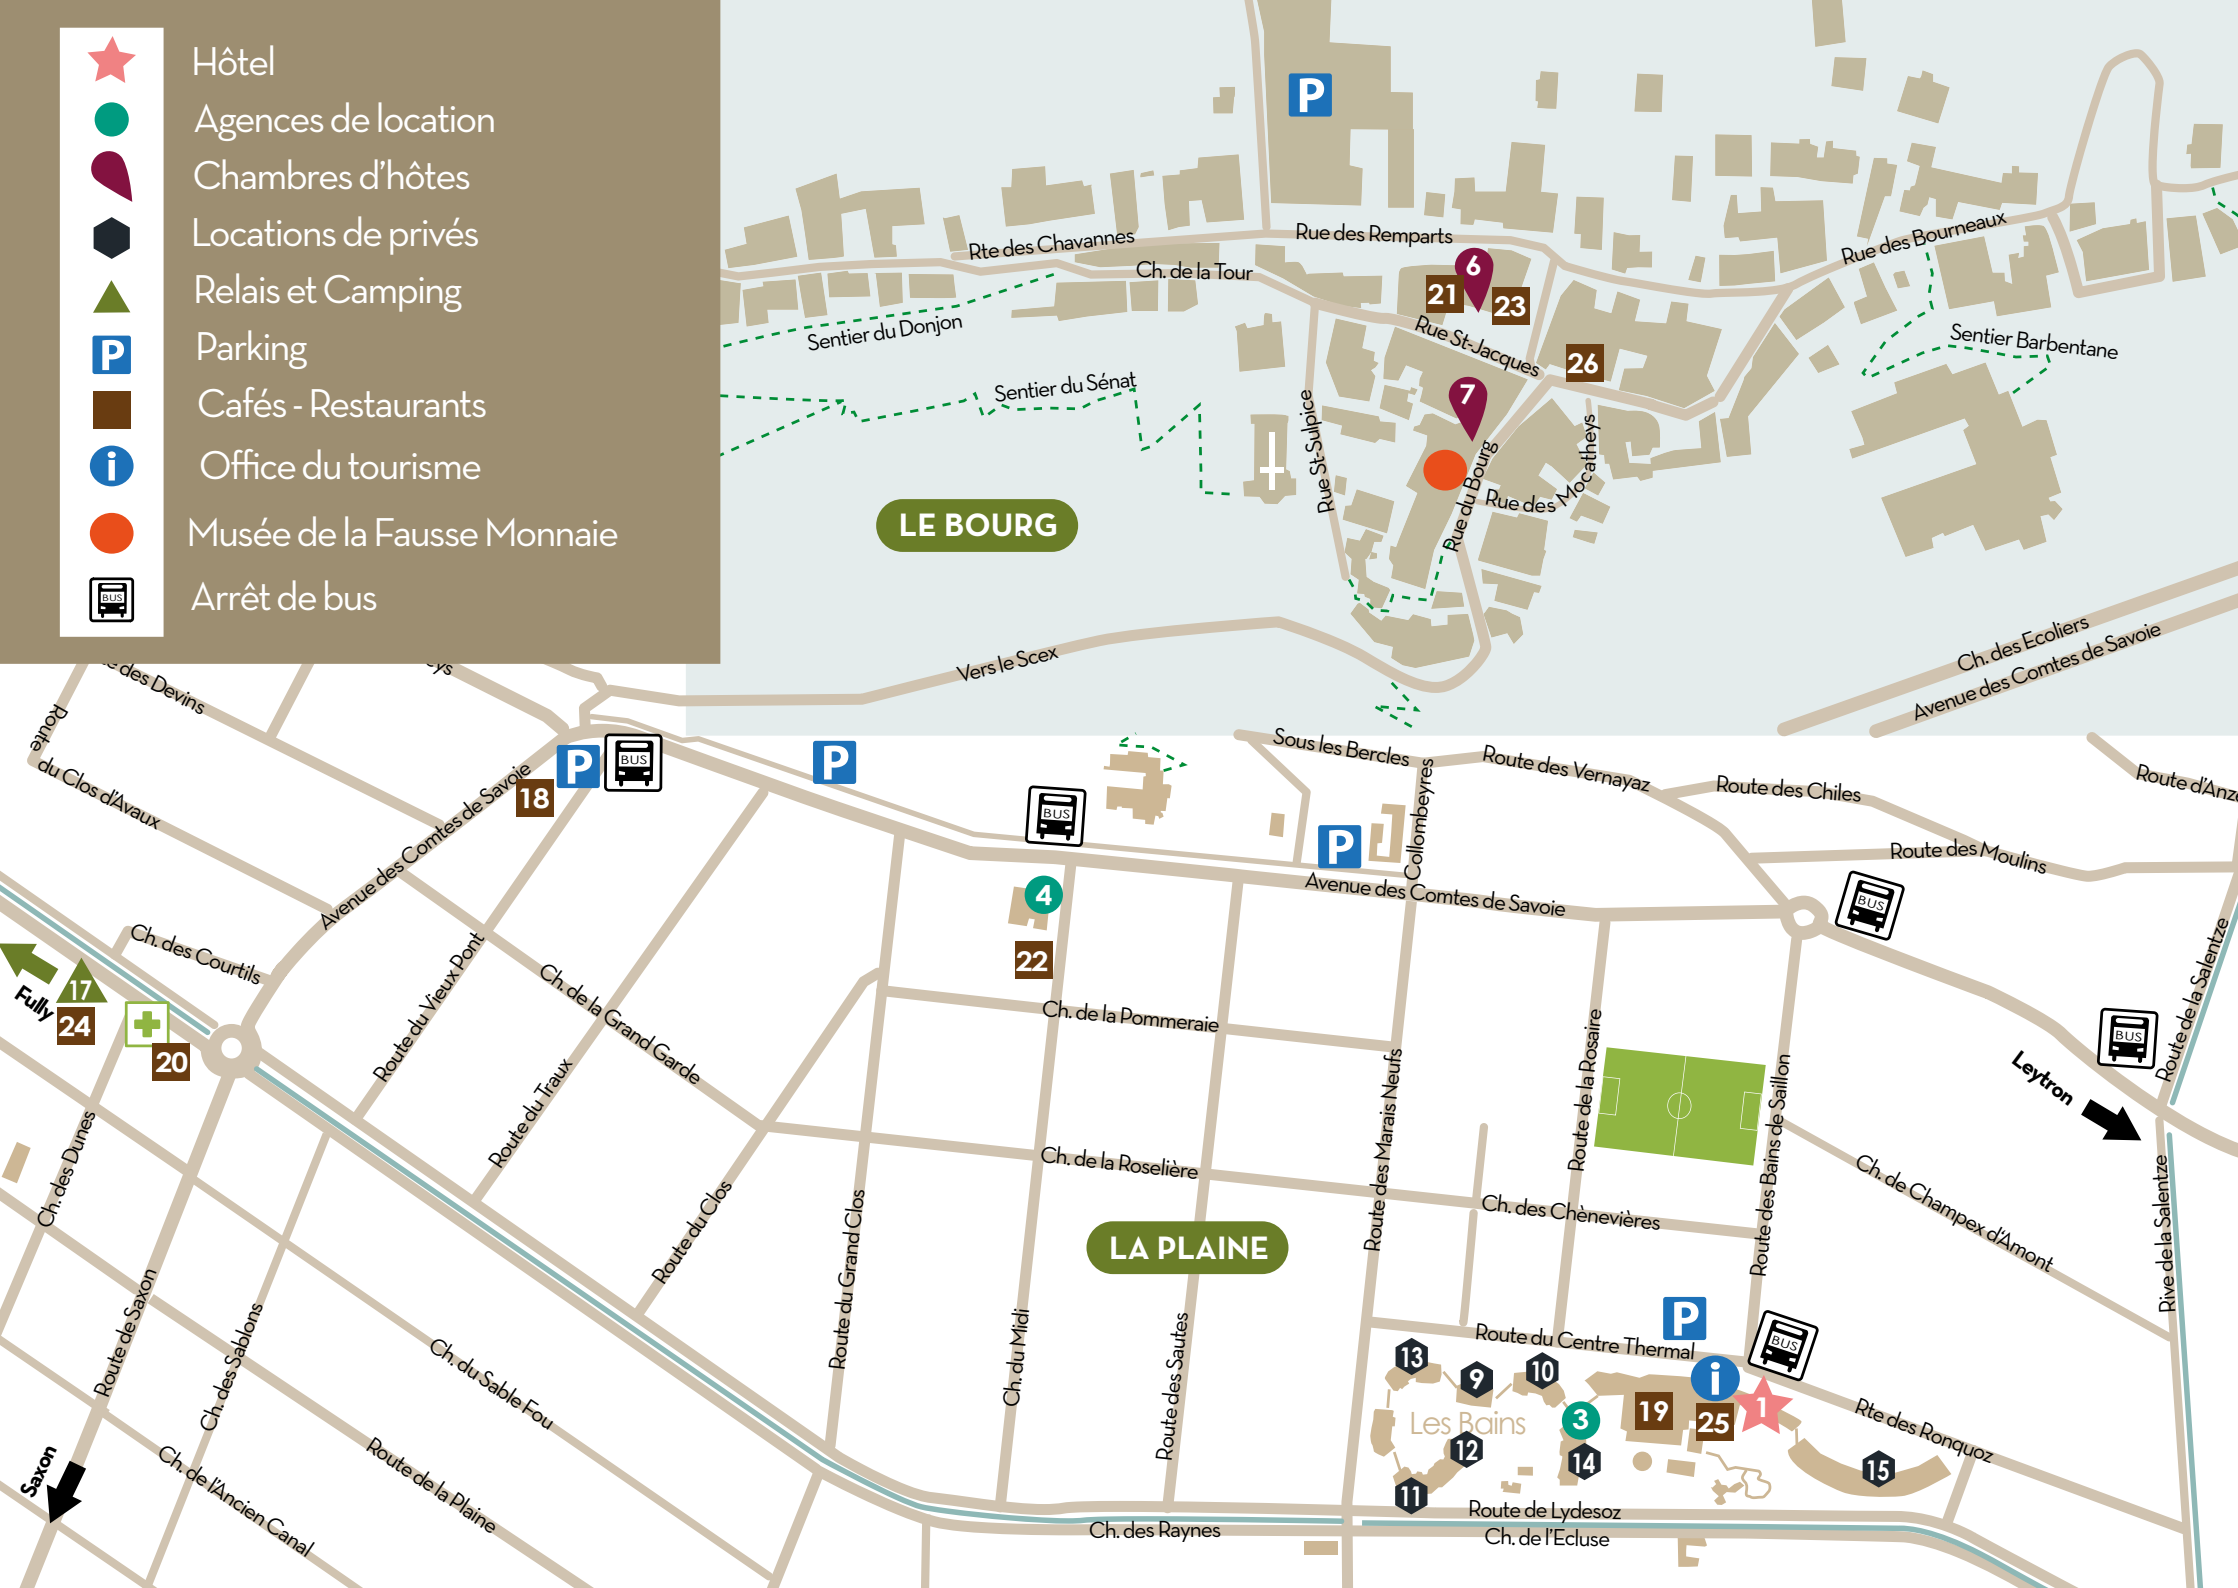 Hôtel
Agences de location
Chambres d'hôtes
Locations de privés
Relais et Camping
P
Parking
Cafés - Restaurants
i
Office du tourisme
Musée de la Fausse Monnaie
BUS
Arrêt de bus
P
Rte des Chavannes
Rue des Remparts
Rue des Bourneaux
Ch. de la Tour
6
21
23
Sentier du Donjon
Rue St-Jacques
Sentier Barbentane
26
Sentier du Sénat
7
Rue St-Sulpice
Rue des Mocatheys
Rue du Bourg
LE BOURG
Vers le Scex
Ch. des Ecoliers
Avenue des Comtes de Savoie
des Devins
eys
Route
du Clos d'Avaux
Avenue des Comtes de Savoie
P
BUS
18
P
BUS
Sous les Bercles
Route des Vernayaz
Route des Chiles
Route d'Anz
P
Collombeyres
Route des Moulins
Avenue des Comtes de Savoie
BUS
4
22
Ch. des Courtils
Fully
17
24
20
Route du Vieux Pont
Ch. de la Grand Garde
Route du Traux
Ch. de la Pommeraie
Route de la Salentze
BUS
Leytron
Route de la Rosaire
Route des Marais Neufs
Route des Bains de Saillon
Ch. des Dunes
Ch. de la Roselière
Ch. des Chènevières
Ch. de Champex d'Amont
Rive de la Salentze
Route du Clos
Route du Grand Clos
LA PLAINE
Route de Saxon
Ch. des Sablons
Ch. du Sable Fou
Ch. du Midi
Route des Sautes
P
Route du Centre Thermal
BUS
13
9
10
i
1
Les Bains
3
19
25
Rte des Ronquoz
12
14
15
11
Saxon
Ch. de l'Ancien Canal
Route de la Plaine
Route de Lydesoz
Ch. des Raynes
Ch. de l'Ecluse